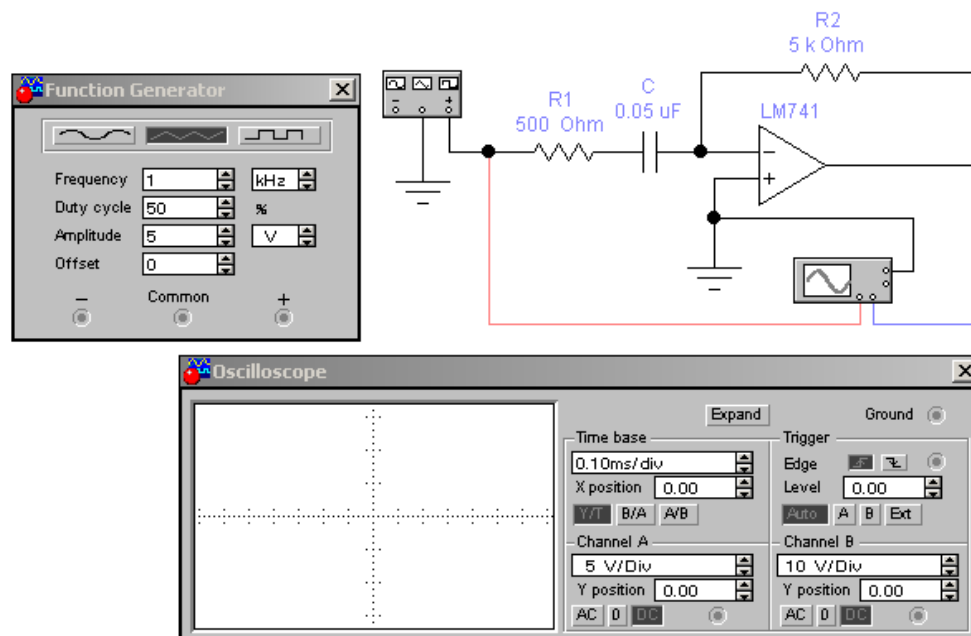 R2
5 k Ohm
Function Generator
R1
500 Ohm
C
0.05 uF
LM741
Frequency 1 kHz
Duty cycle 50 %
Amplitude 5 V
Offset 0
− Common +
− +
− +
Oscilloscope
Expand Ground
Time base Trigger
0.10ms/div Edge
X position 0.00 Level 0.00
Y/T B/A A/B Auto A B Ext
Channel A Channel B
5 V/Div 10 V/Div
Y position 0.00 Y position 0.00
AC 0 DC AC 0 DC